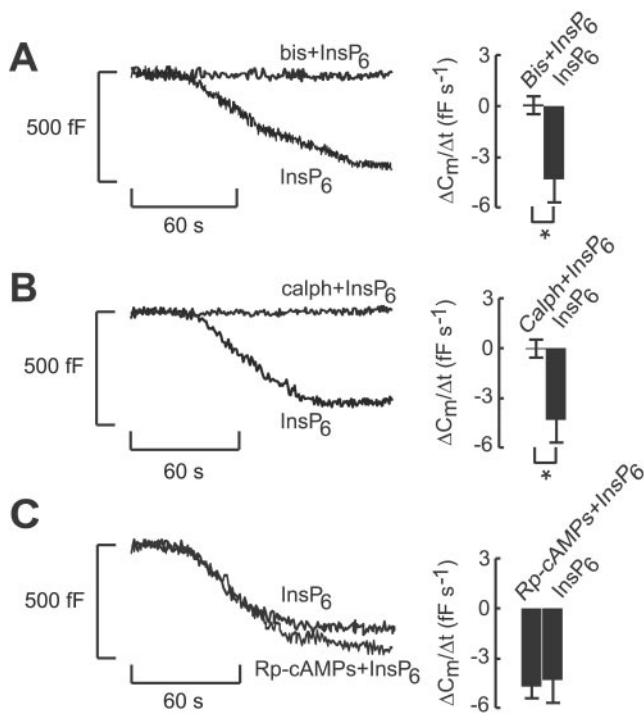 A
bis+InsP6
500 fF
InsP6
60 s
ΔCm/Δt (fF s-1)
3
0
-3
-6
Bis+InsP6
InsP6
*
B
calph+InsP6
500 fF
InsP6
60 s
ΔCm/Δt (fF s-1)
3
0
-3
-6
Calph+InsP6
InsP6
*
C
500 fF
InsP6
Rp-cAMPs+InsP6
60 s
ΔCm/Δt (fF s-1)
3
0
-3
-6
Rp-cAMPs+InsP6
InsP6